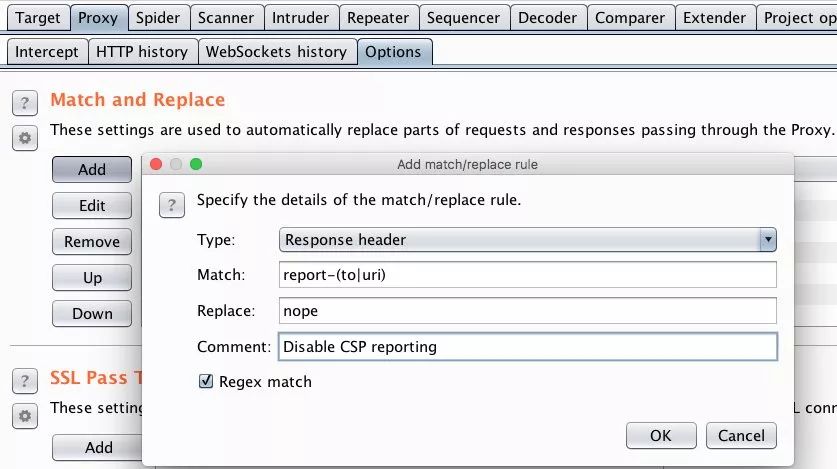 Target Proxy Spider Scanner Intruder Repeater Sequencer Decoder Comparer Extender Project op
Intercept HTTP history WebSockets history Options
? Match and Replace
These settings are used to automatically replace parts of requests and responses passing through the Proxy.
Add
Edit
Remove
Up
Down
Add match/replace rule
? Specify the details of the match/replace rule.
Type: Response header
Match: report-(to|uri)
Replace: nope
Comment: Disable CSP reporting
Regex match
OK Cancel
? SSL Pass T
These setting
L conn
Add